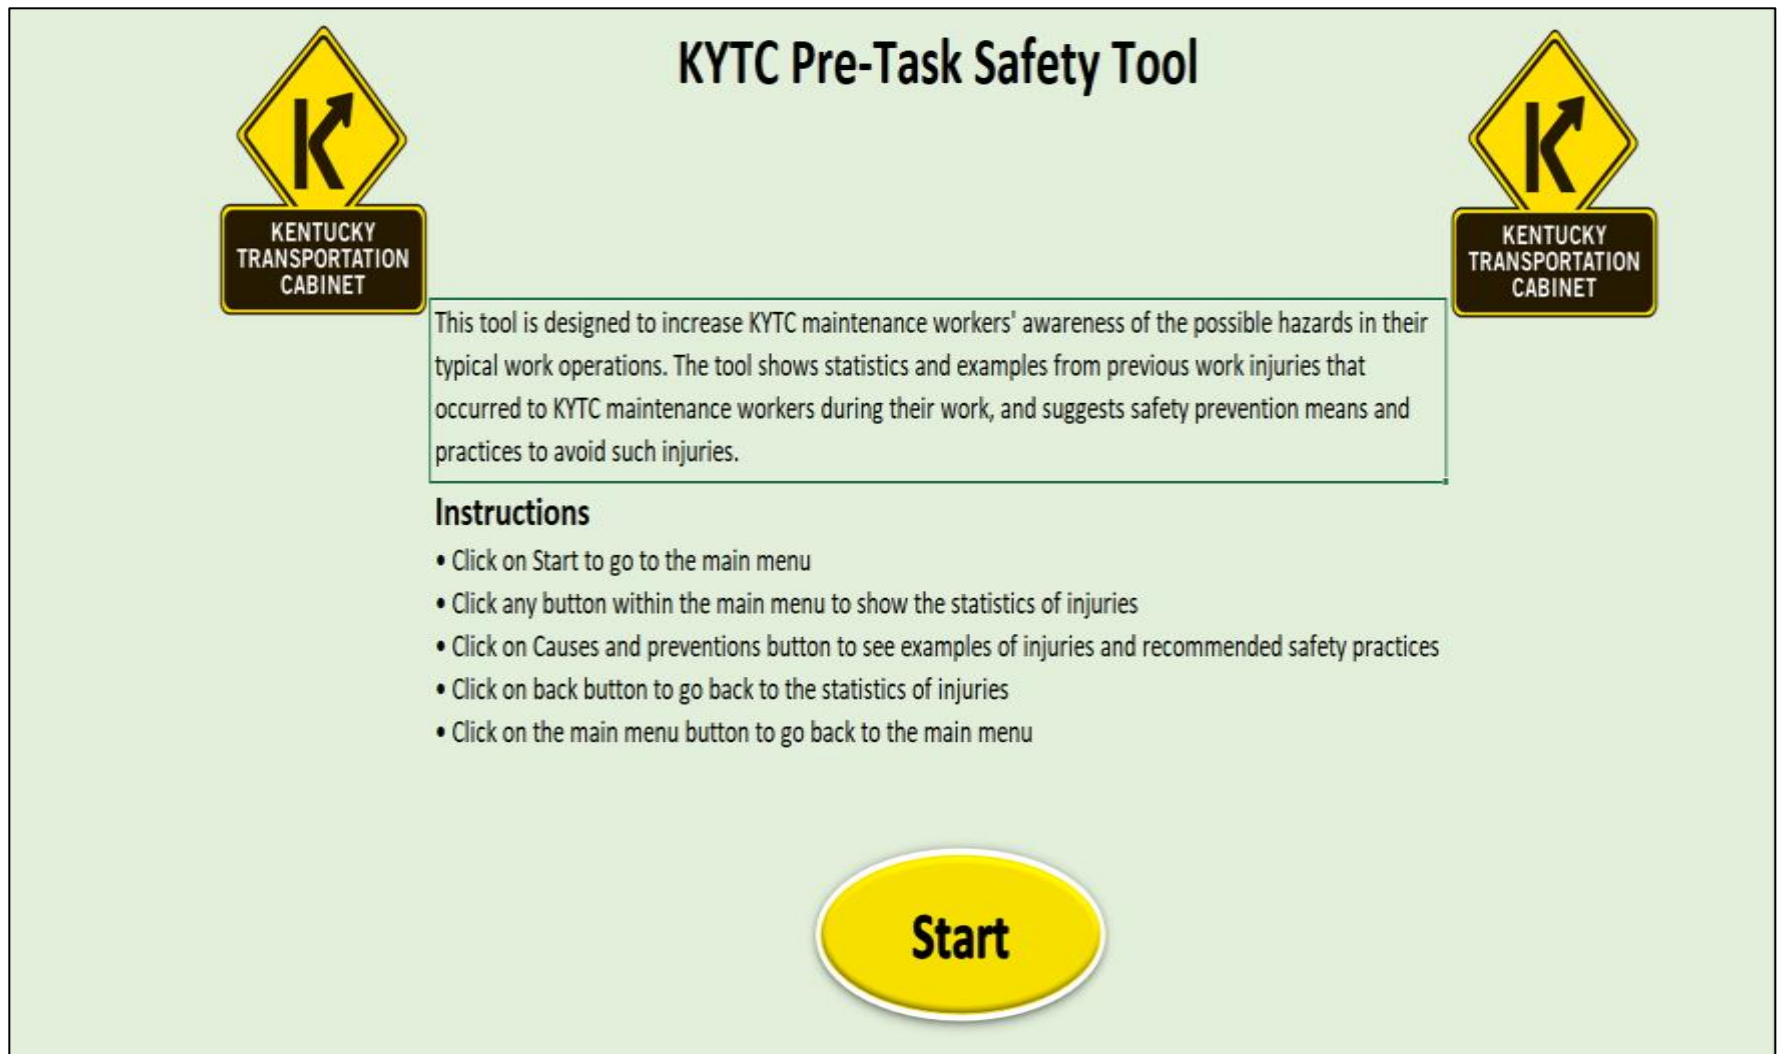 KYTC Pre-Task Safety Tool
KENTUCKY
TRANSPORTATION
CABINET
KENTUCKY
TRANSPORTATION
CABINET
This tool is designed to increase KYTC maintenance workers' awareness of the possible hazards in their
typical work operations. The tool shows statistics and examples from previous work injuries that
occurred to KYTC maintenance workers during their work, and suggests safety prevention means and
practices to avoid such injuries.
Instructions
• Click on Start to go to the main menu
• Click any button within the main menu to show the statistics of injuries
• Click on Causes and preventions button to see examples of injuries and recommended safety practices
• Click on back button to go back to the statistics of injuries
• Click on the main menu button to go back to the main menu
Start